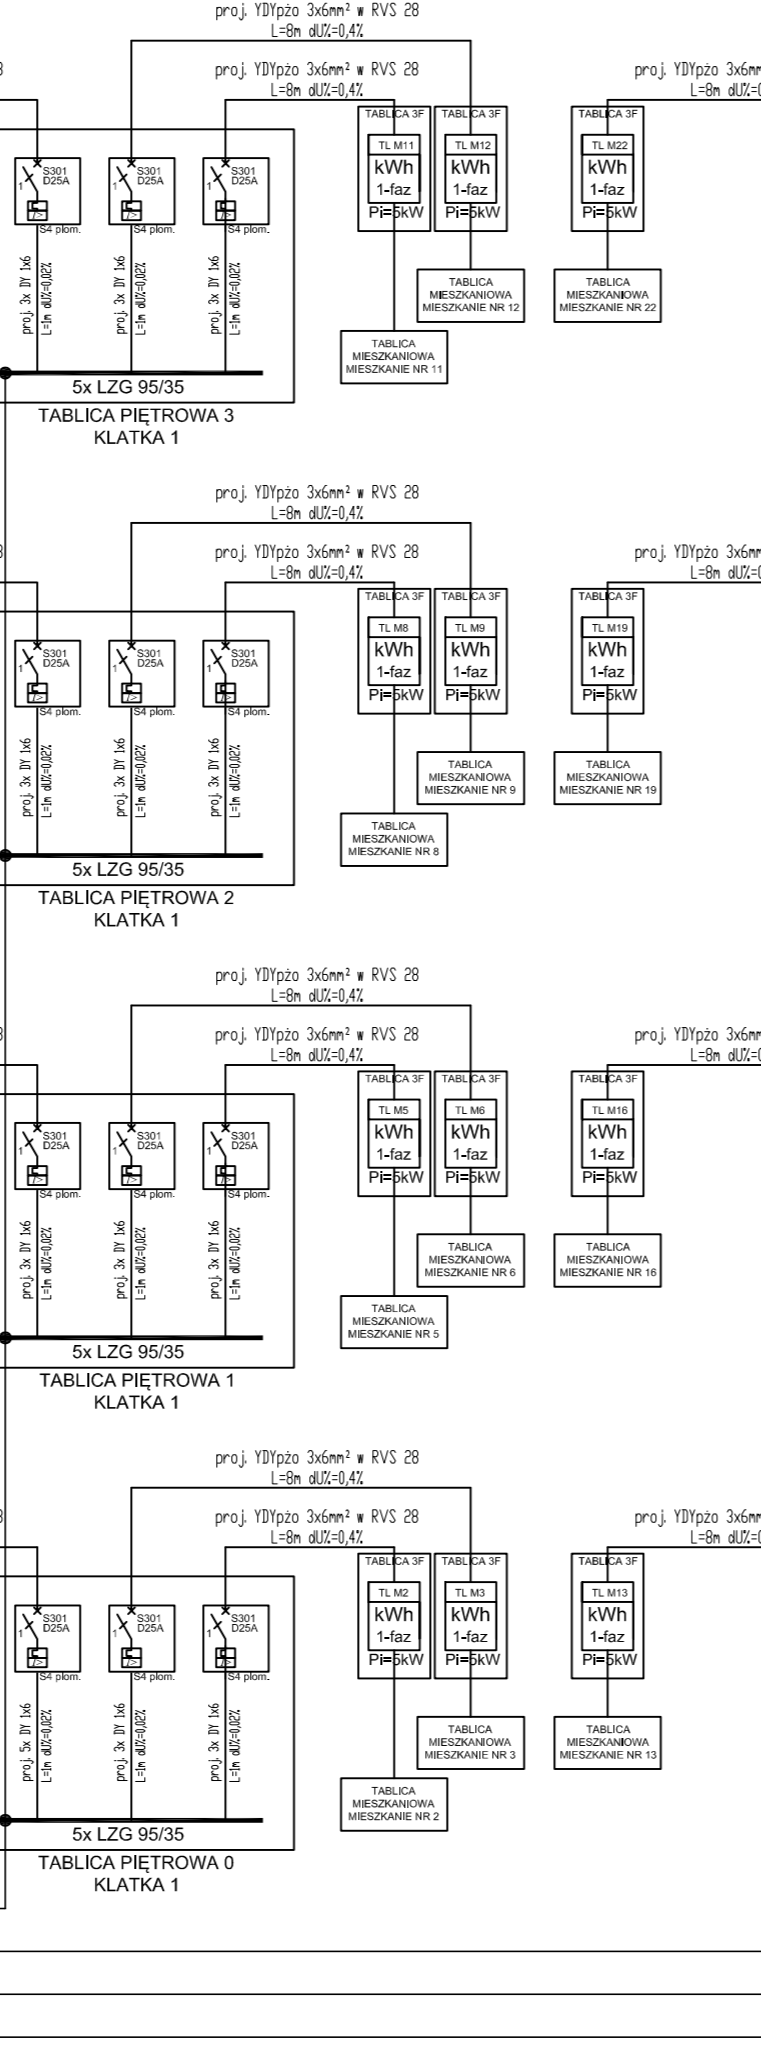 proj. YDYpżo 3x6mm² w RVS 28
L=8m dU%=0,4%
proj. YDYpżo 3x6mm² w RVS 28
L=8m dU%=0,4%
TABLICA 3F
TABLICA 3F
TABLICA 3F
TL M11
kWh
1-faz
Pi=5kW
TL M12
kWh
1-faz
Pi=5kW
TL M22
kWh
1-faz
Pi=5kW
S301
D25A
1
I>
S4 plom.
S301
D25A
1
I>
S4 plom.
S301
D25A
1
I>
S4 plom.
proj. 3x DY 1x6
L=1m dU%=0,02%
proj. 3x DY 1x6
L=1m dU%=0,02%
proj. 3x DY 1x6
L=1m dU%=0,02%
TABLICA
MIESZKANIOWA
MIESZKANIE NR 12
TABLICA
MIESZKANIOWA
MIESZKANIE NR 22
TABLICA
MIESZKANIOWA
MIESZKANIE NR 11
5x LZG 95/35
TABLICA PIĘTROWA 3
KLATKA 1
proj. YDYpżo 3x6mm² w RVS 28
L=8m dU%=0,4%
proj. YDYpżo 3x6mm² w RVS 28
L=8m dU%=0,4%
TABLICA 3F
TABLICA 3F
TABLICA 3F
TL M8
kWh
1-faz
Pi=5kW
TL M9
kWh
1-faz
Pi=5kW
TL M19
kWh
1-faz
Pi=5kW
S301
D25A
1
I>
S4 plom.
S301
D25A
1
I>
S4 plom.
S301
D25A
1
I>
S4 plom.
proj. 3x DY 1x6
L=1m dU%=0,02%
proj. 3x DY 1x6
L=1m dU%=0,02%
proj. 3x DY 1x6
L=1m dU%=0,02%
TABLICA
MIESZKANIOWA
MIESZKANIE NR 9
TABLICA
MIESZKANIOWA
MIESZKANIE NR 19
TABLICA
MIESZKANIOWA
MIESZKANIE NR 8
5x LZG 95/35
TABLICA PIĘTROWA 2
KLATKA 1
proj. YDYpżo 3x6mm² w RVS 28
L=8m dU%=0,4%
proj. YDYpżo 3x6mm² w RVS 28
L=8m dU%=0,4%
TABLICA 3F
TABLICA 3F
TABLICA 3F
TL M5
kWh
1-faz
Pi=5kW
TL M6
kWh
1-faz
Pi=5kW
TL M16
kWh
1-faz
Pi=5kW
S301
D25A
1
I>
S4 plom.
S301
D25A
1
I>
S4 plom.
S301
D25A
1
I>
S4 plom.
proj. 3x DY 1x6
L=1m dU%=0,02%
proj. 3x DY 1x6
L=1m dU%=0,02%
proj. 3x DY 1x6
L=1m dU%=0,02%
TABLICA
MIESZKANIOWA
MIESZKANIE NR 6
TABLICA
MIESZKANIOWA
MIESZKANIE NR 16
TABLICA
MIESZKANIOWA
MIESZKANIE NR 5
5x LZG 95/35
TABLICA PIĘTROWA 1
KLATKA 1
proj. YDYpżo 3x6mm² w RVS 28
L=8m dU%=0,4%
proj. YDYpżo 3x6mm² w RVS 28
L=8m dU%=0,4%
TABLICA 3F
TABLICA 3F
TABLICA 3F
TL M2
kWh
1-faz
Pi=5kW
TL M3
kWh
1-faz
Pi=5kW
TL M13
kWh
1-faz
Pi=5kW
S301
D25A
1
I>
S4 plom.
S301
D25A
1
I>
S4 plom.
S301
D25A
1
I>
S4 plom.
proj. 5x DY 1x6
L=1m dU%=0,02%
proj. 3x DY 1x6
L=1m dU%=0,02%
proj. 3x DY 1x6
L=1m dU%=0,02%
TABLICA
MIESZKANIOWA
MIESZKANIE NR 3
TABLICA
MIESZKANIOWA
MIESZKANIE NR 13
TABLICA
MIESZKANIOWA
MIESZKANIE NR 2
5x LZG 95/35
TABLICA PIĘTROWA 0
KLATKA 1